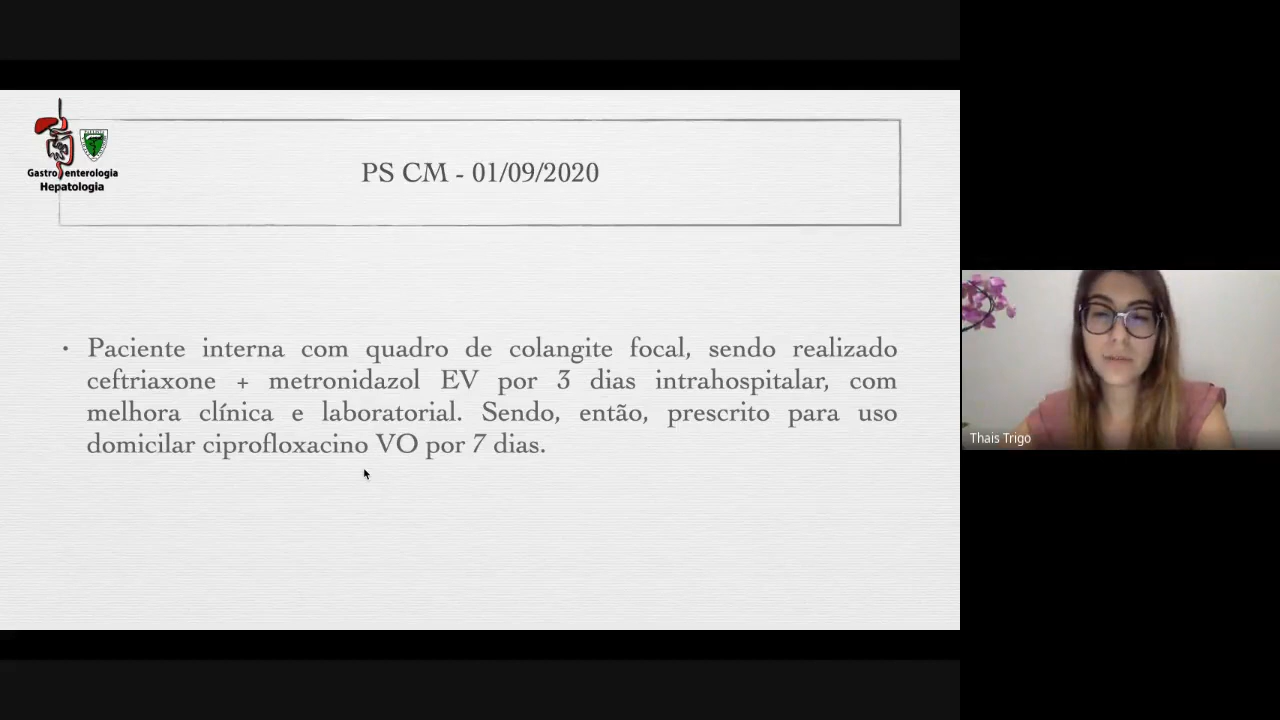 Gastro enterologia
Hepatologia
PS CM - 01/09/2020
• Paciente interna com quadro de colangite focal, sendo realizado
ceftriaxone + metronidazol EV por 3 dias intrahospitalar, com
melhora clínica e laboratorial. Sendo, então, prescrito para uso
domicilar ciprofloxacino VO por 7 dias.
Thais Trigo